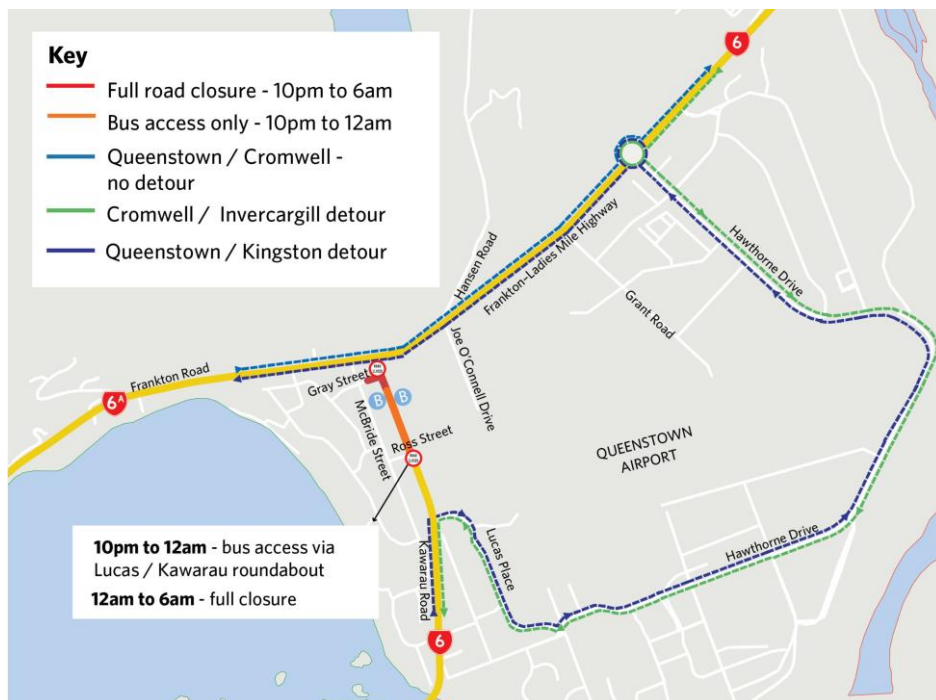 Key
Full road closure - 10pm to 6am
Bus access only - 10pm to 12am
Queenstown / Cromwell -
no detour
Cromwell / Invercargill detour
Queenstown / Kingston detour
6
Hansen Road
Frankton-Ladies Mile Highway
Hawthorne Drive
Grant Road
Joe O'Connell Drive
Frankton Road
6A
Gray Street
B B
McBride Street
Ross Street
QUEENSTOWN
AIRPORT
10pm to 12am - bus access via
Lucas / Kawarau roundabout
12am to 6am - full closure
Kawarau Road
Lucas Place
Hawthorne Drive
6